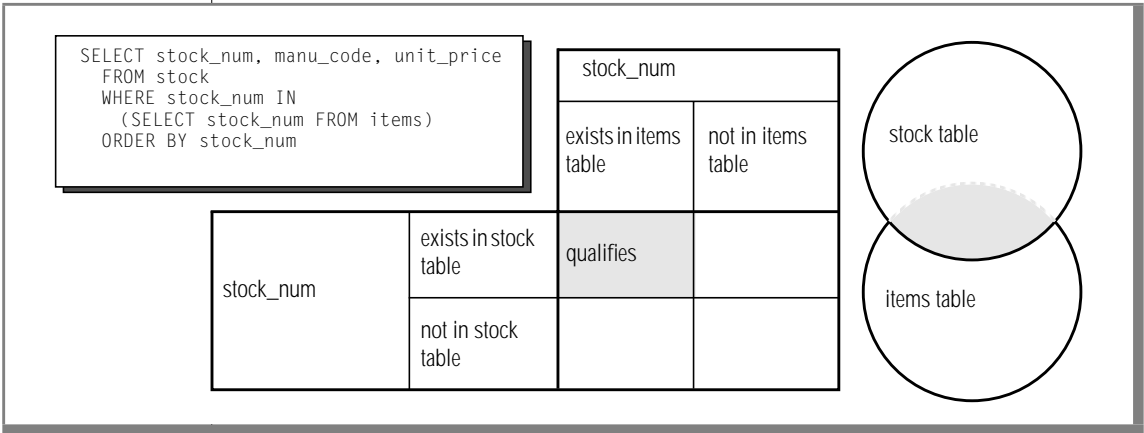 SELECT stock_num, manu_code, unit_price
FROM stock
WHERE stock_num IN
(SELECT stock_num FROM items)
ORDER BY stock_num
stock_num
exists in items
table
not in items
table
stock_num
exists in stock
table
qualifies
not in stock
table
stock table
items table